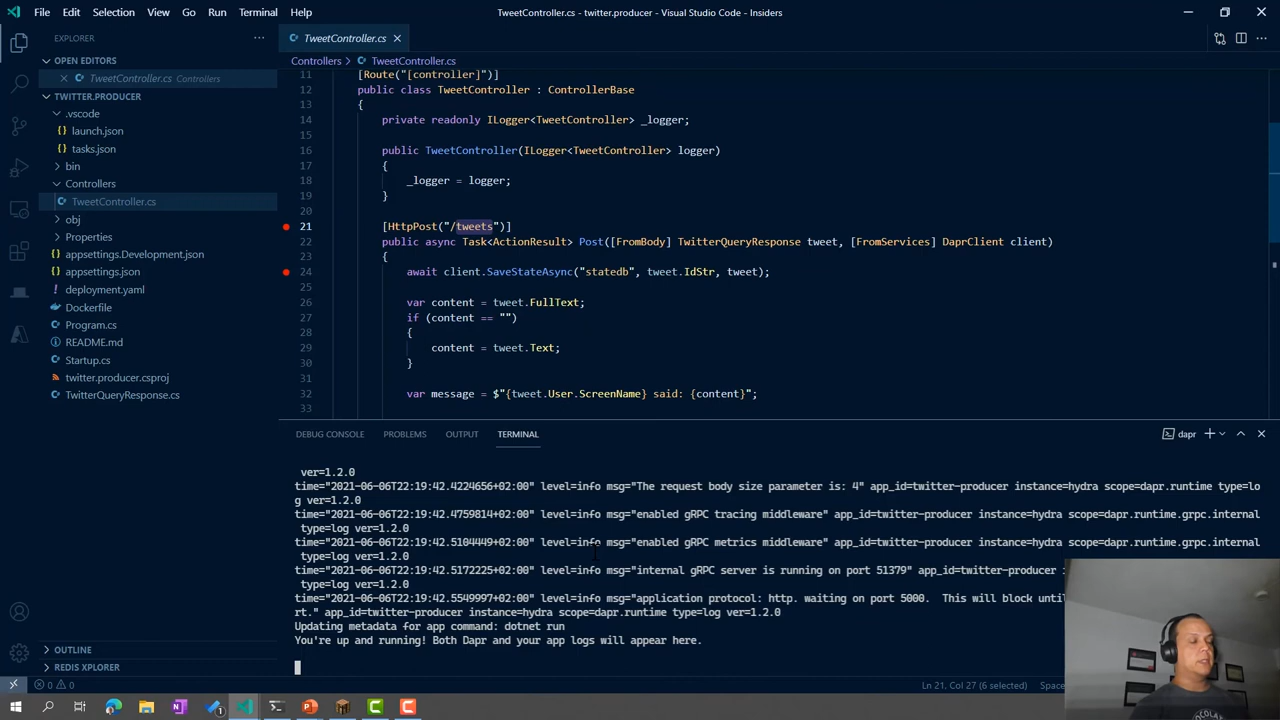 File Edit Selection View Go Run Terminal Help
TweetController.cs - twitter.producer - Visual Studio Code - Insiders
EXPLORER
OPEN EDITORS
TweetController.cs Controllers
TWITTER.PRODUCER
.vscode
launch.json
tasks.json
bin
Controllers
TweetController.cs
obj
Properties
appsettings.Development.json
appsettings.json
deployment.yaml
Dockerfile
Program.cs
README.md
Startup.cs
twitter.producer.csproj
TwitterQueryResponse.cs
OUTLINE
REDIS XPLORER
TweetController.cs
Controllers > TweetController.cs
11 [Route("[controller]")]
12 public class TweetController : ControllerBase
13 {
14 private readonly ILogger<TweetController> _logger;
15
16 public TweetController(ILogger<TweetController> logger)
17 {
18 _logger = logger;
19 }
20
21 [HttpPost("/tweets")]
22 public async Task<ActionResult> Post([FromBody] TwitterQueryResponse tweet, [FromServices] DaprClient client)
23 {
24 await client.SaveStateAsync("statedb", tweet.IdStr, tweet);
25
26 var content = tweet.FullText;
27 if (content == "")
28 {
29 content = tweet.Text;
30 }
31
32 var message = $"{tweet.User.ScreenName} said: {content}";
33
DEBUG CONSOLE PROBLEMS OUTPUT TERMINAL
dapr
ver=1.2.0
time="2021-06-06T22:19:42.4224656+02:00" level=info msg="The request body size parameter is: 4" app_id=twitter-producer instance=hydra scope=dapr.runtime type=lo
g ver=1.2.0
time="2021-06-06T22:19:42.4759814+02:00" level=info msg="enabled gRPC tracing middleware" app_id=twitter-producer instance=hydra scope=dapr.runtime.grpc.internal
type=log ver=1.2.0
time="2021-06-06T22:19:42.5104449+02:00" level=info msg="enabled gRPC metrics middleware" app_id=twitter-producer instance=hydra scope=dapr.runtime.grpc.internal
type=log ver=1.2.0
time="2021-06-06T22:19:42.5172225+02:00" level=info msg="internal gRPC server is running on port 51379" app_id=twitter-producer i
type=log ver=1.2.0
time="2021-06-06T22:19:42.5549997+02:00" level=info msg="application protocol: http. waiting on port 5000.  This will block unti
rt." app_id=twitter-producer instance=hydra scope=dapr.runtime type=log ver=1.2.0
Updating metadata for app command: dotnet run
You're up and running! Both Dapr and your app logs will appear here.
0 0
Ln 21, Col 27 (6 selected) Space